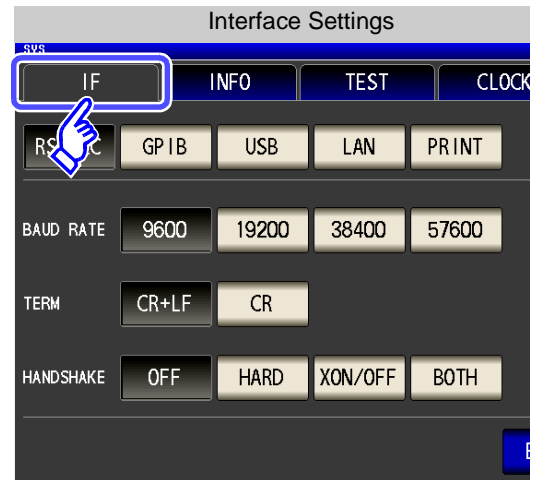 Interface Settings
SYS
IF INFO TEST CLOCK
GPIB USB LAN PRINT
BAUD RATE 9600 19200 38400 57600
TERM CR+LF CR
HANDSHAKE OFF HARD XON/OFF BOTH